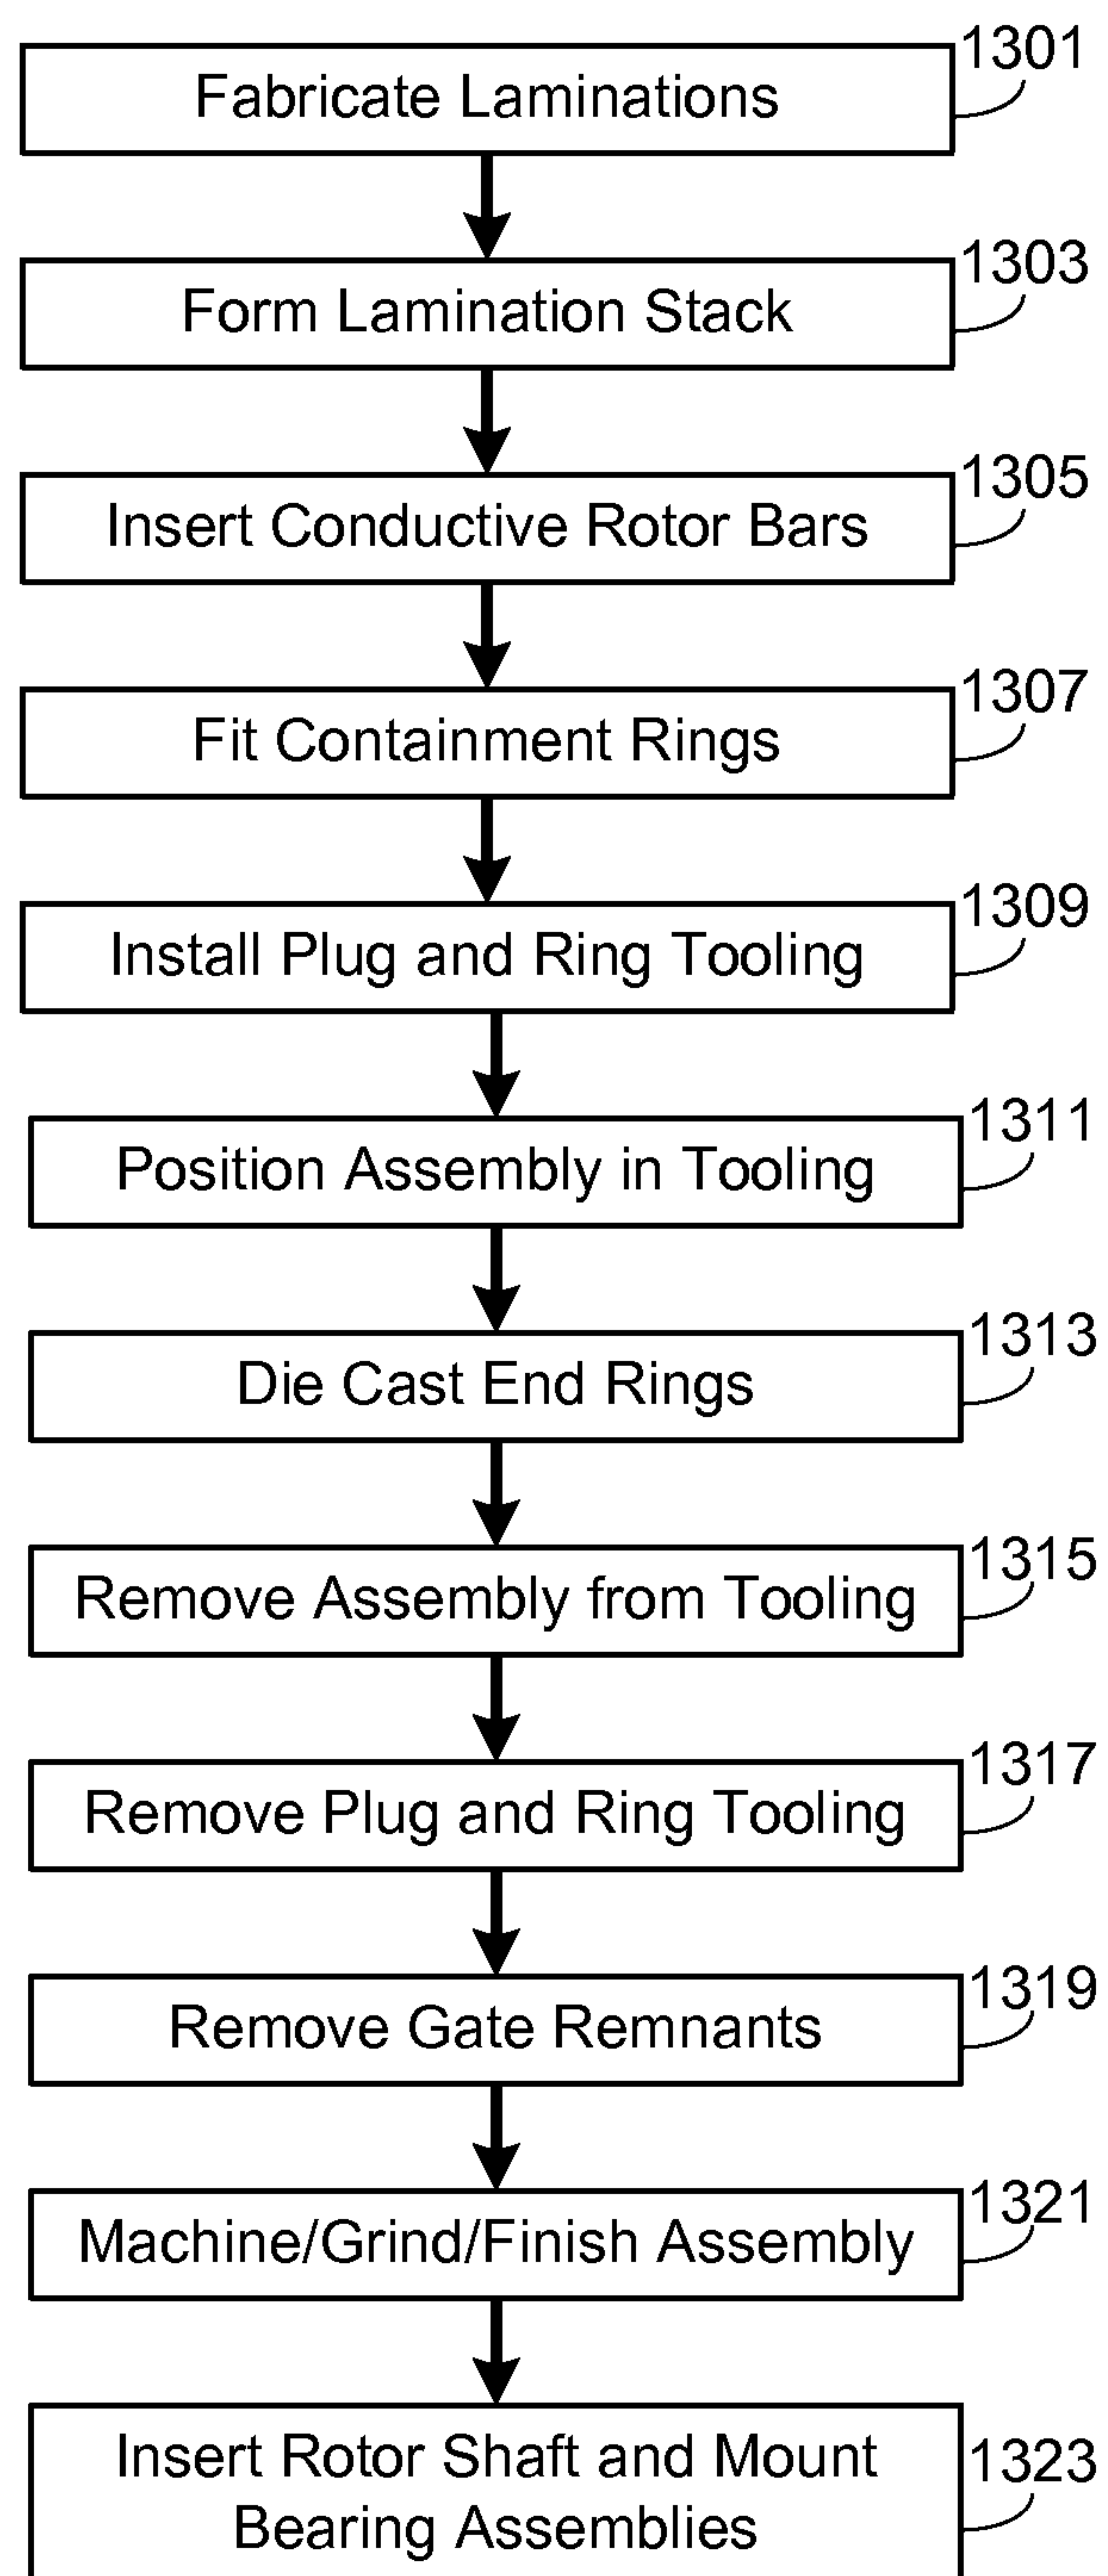 1301
Fabricate Laminations
1303
Form Lamination Stack
1305
Insert Conductive Rotor Bars
1307
Fit Containment Rings
1309
Install Plug and Ring Tooling
1311
Position Assembly in Tooling
1313
Die Cast End Rings
1315
Remove Assembly from Tooling
1317
Remove Plug and Ring Tooling
1319
Remove Gate Remnants
1321
Machine/Grind/Finish Assembly
1323
Insert Rotor Shaft and Mount
Bearing Assemblies